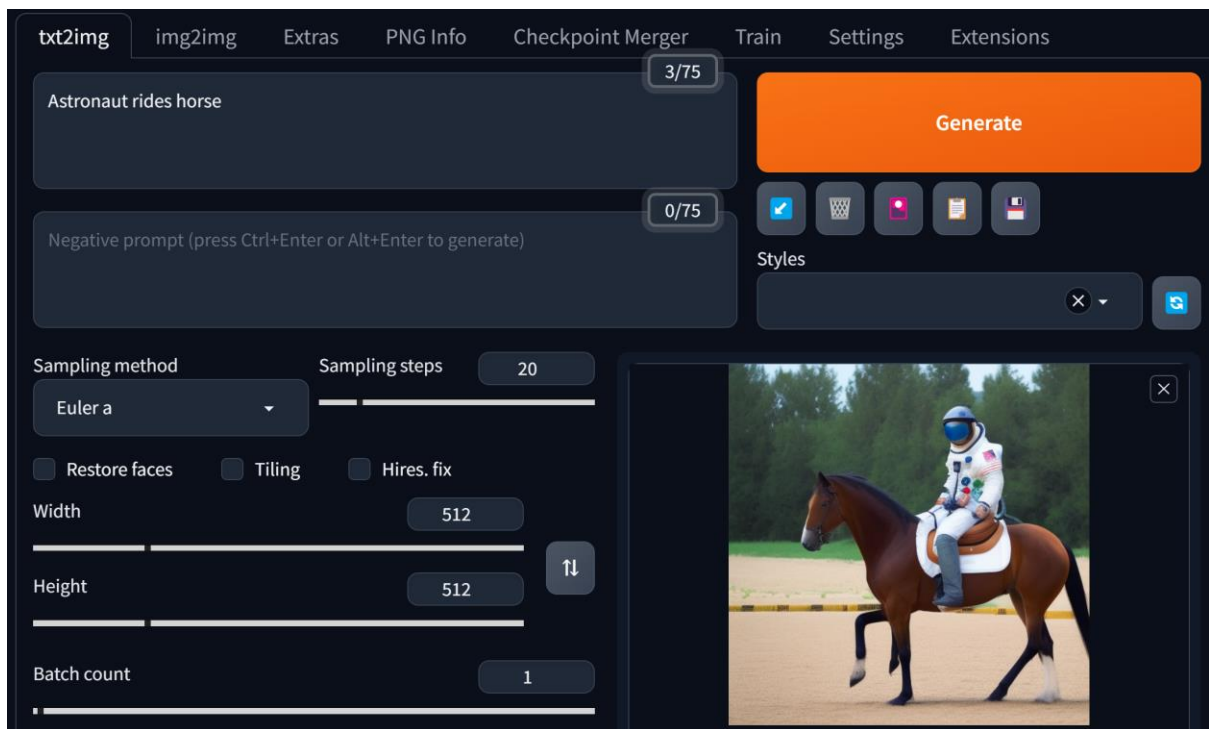 txt2img img2img Extras PNG Info Checkpoint Merger Train Settings Extensions
3/75
Astronaut rides horse
Generate
0/75
Negative prompt (press Ctrl+Enter or Alt+Enter to generate)
Styles
Sampling method
Sampling steps
20
Euler a
Restore faces
Tiling
Hires. fix
Width
512
Height
512
Batch count
1